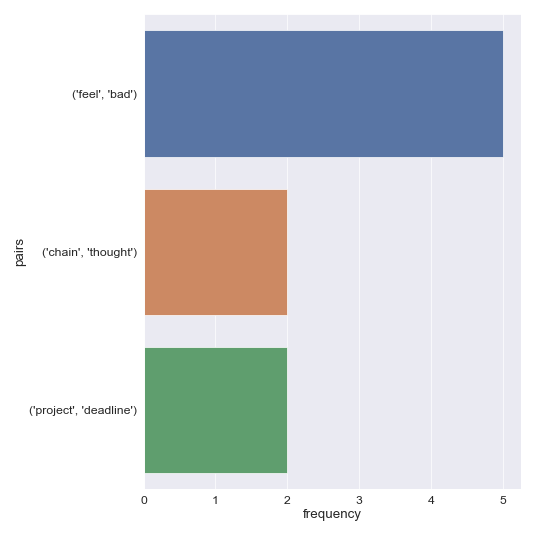 ('feel', 'bad')
('chain', 'thought')
('project', 'deadline')
pairs
0 1 2 3 4 5
frequency